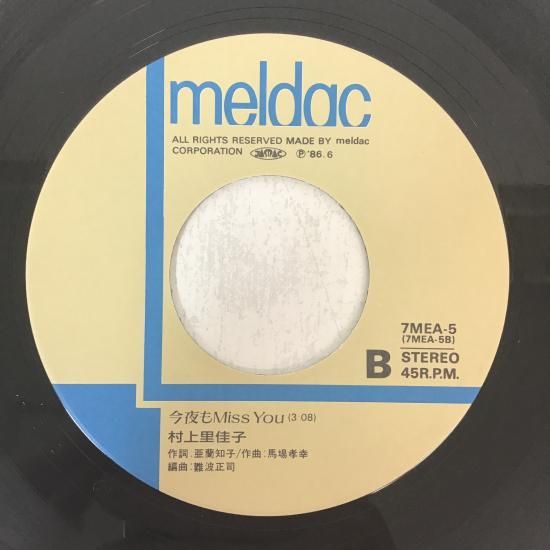 meldac
ALL RIGHTS RESERVED MADE BY meldac
CORPORATION JASRAC Ⓟ '86.6
7MEA-5
(7MEA-5B)
B STEREO
45R.P.M.
今夜もMiss You (3 08)
村上里佳子
作詞.亜蘭知子/作曲:馬場孝幸
編曲:難波正司